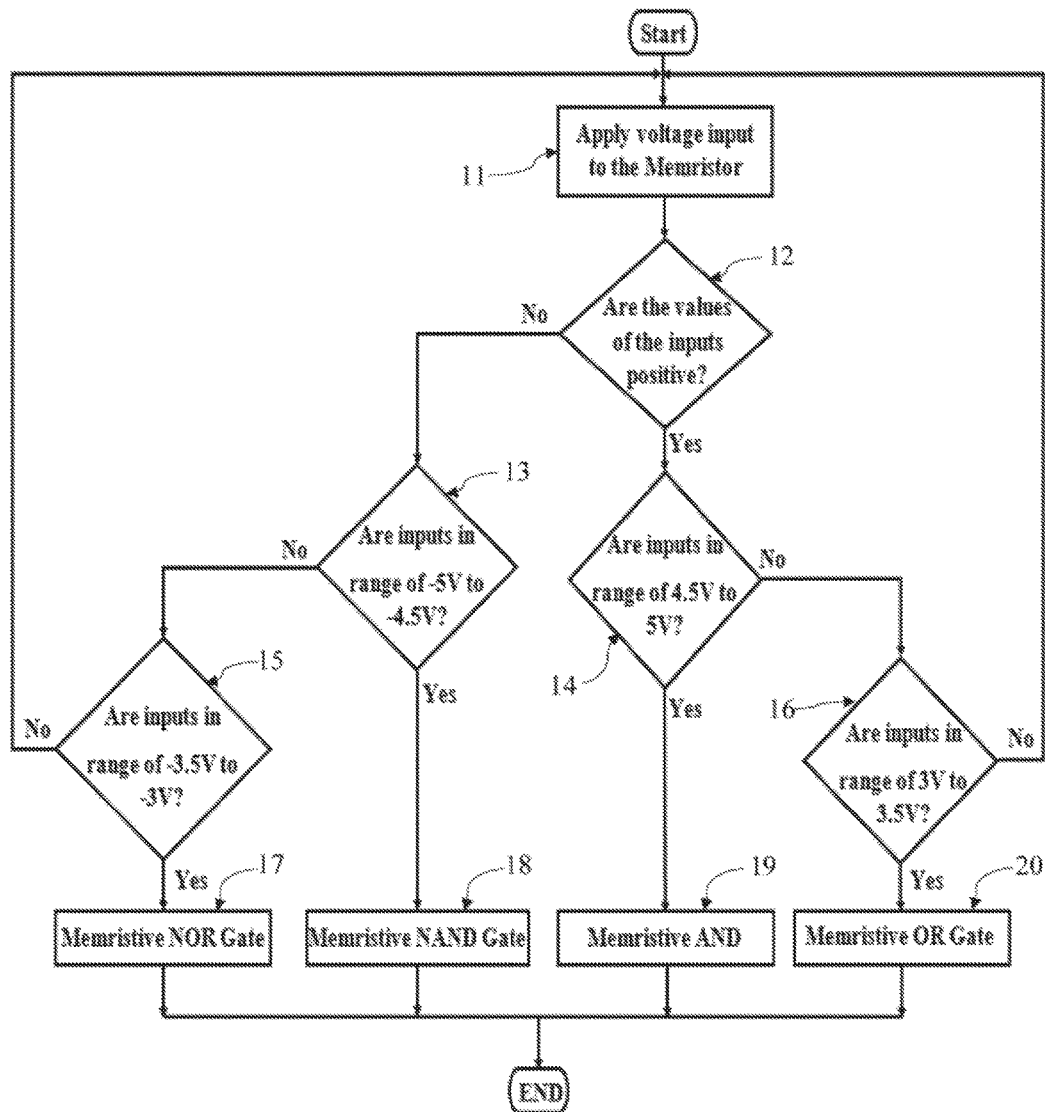 Start
Apply voltage input
to the Memristor
11
12
Are the values
of the inputs
positive?
No
Yes
13
Are inputs in
range of -5V to
-4.5V?
No
Yes
Are inputs in
range of 4.5V to
5V?
14
No
Yes
15
Are inputs in
range of -3.5V to
-3V?
No
Yes
16
Are inputs in
range of 3V to
3.5V?
No
Yes
17
18
19
20
Memristive NOR Gate
Memristive NAND Gate
Memristive AND
Memristive OR Gate
END